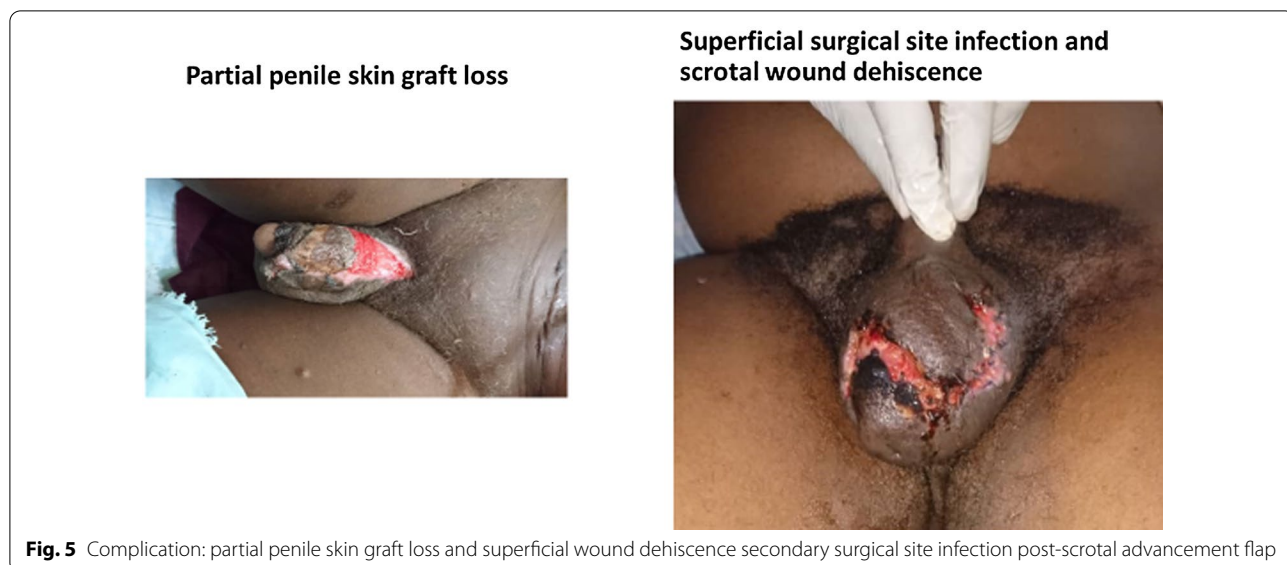 Partial penile skin graft loss
Superficial surgical site infection and
scrotal wound dehiscence
Fig. 5 Complication: partial penile skin graft loss and superficial wound dehiscence secondary surgical site infection post-scrotal advancement flap